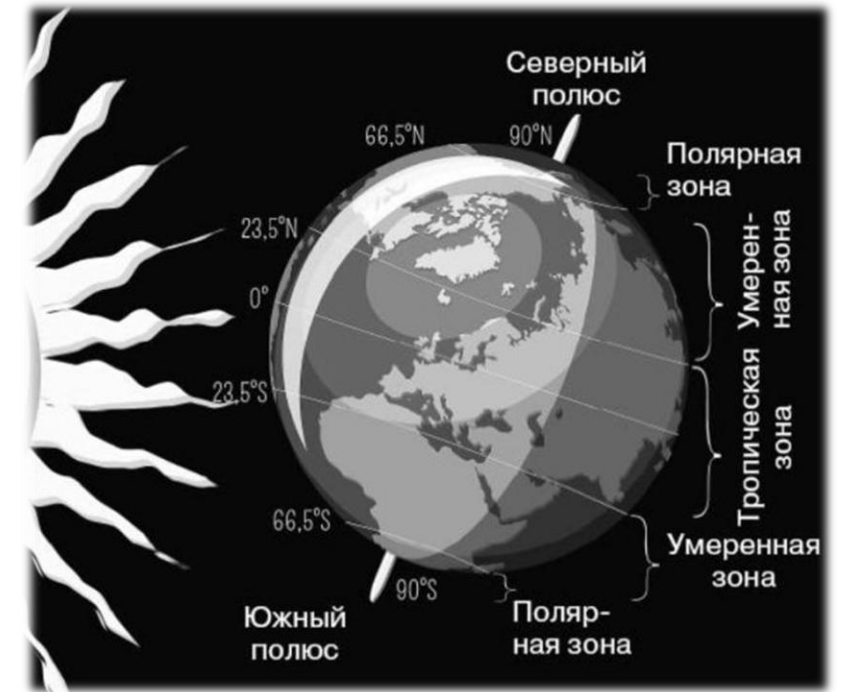 Северный
полюс
66,5°N
90°N
Полярная
зона
23,5°N
Умерен-
ная зона
0°
Тропическая
зона
23,5°S
66,5°S
Умеренная
зона
90°S
Южный
полюс
Поляр-
ная зона